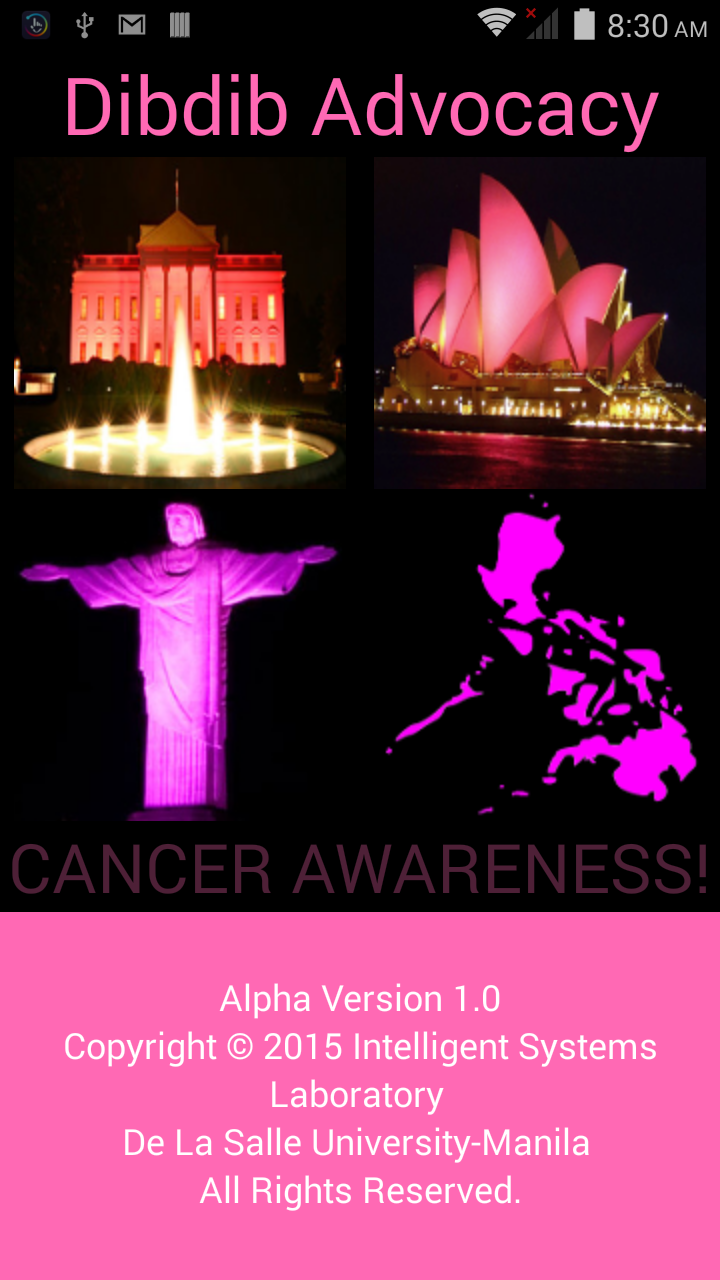 8:30 AM
Dibdib Advocacy
CANCER AWARENESS!
Alpha Version 1.0
Copyright © 2015 Intelligent Systems
Laboratory
De La Salle University-Manila
All Rights Reserved.